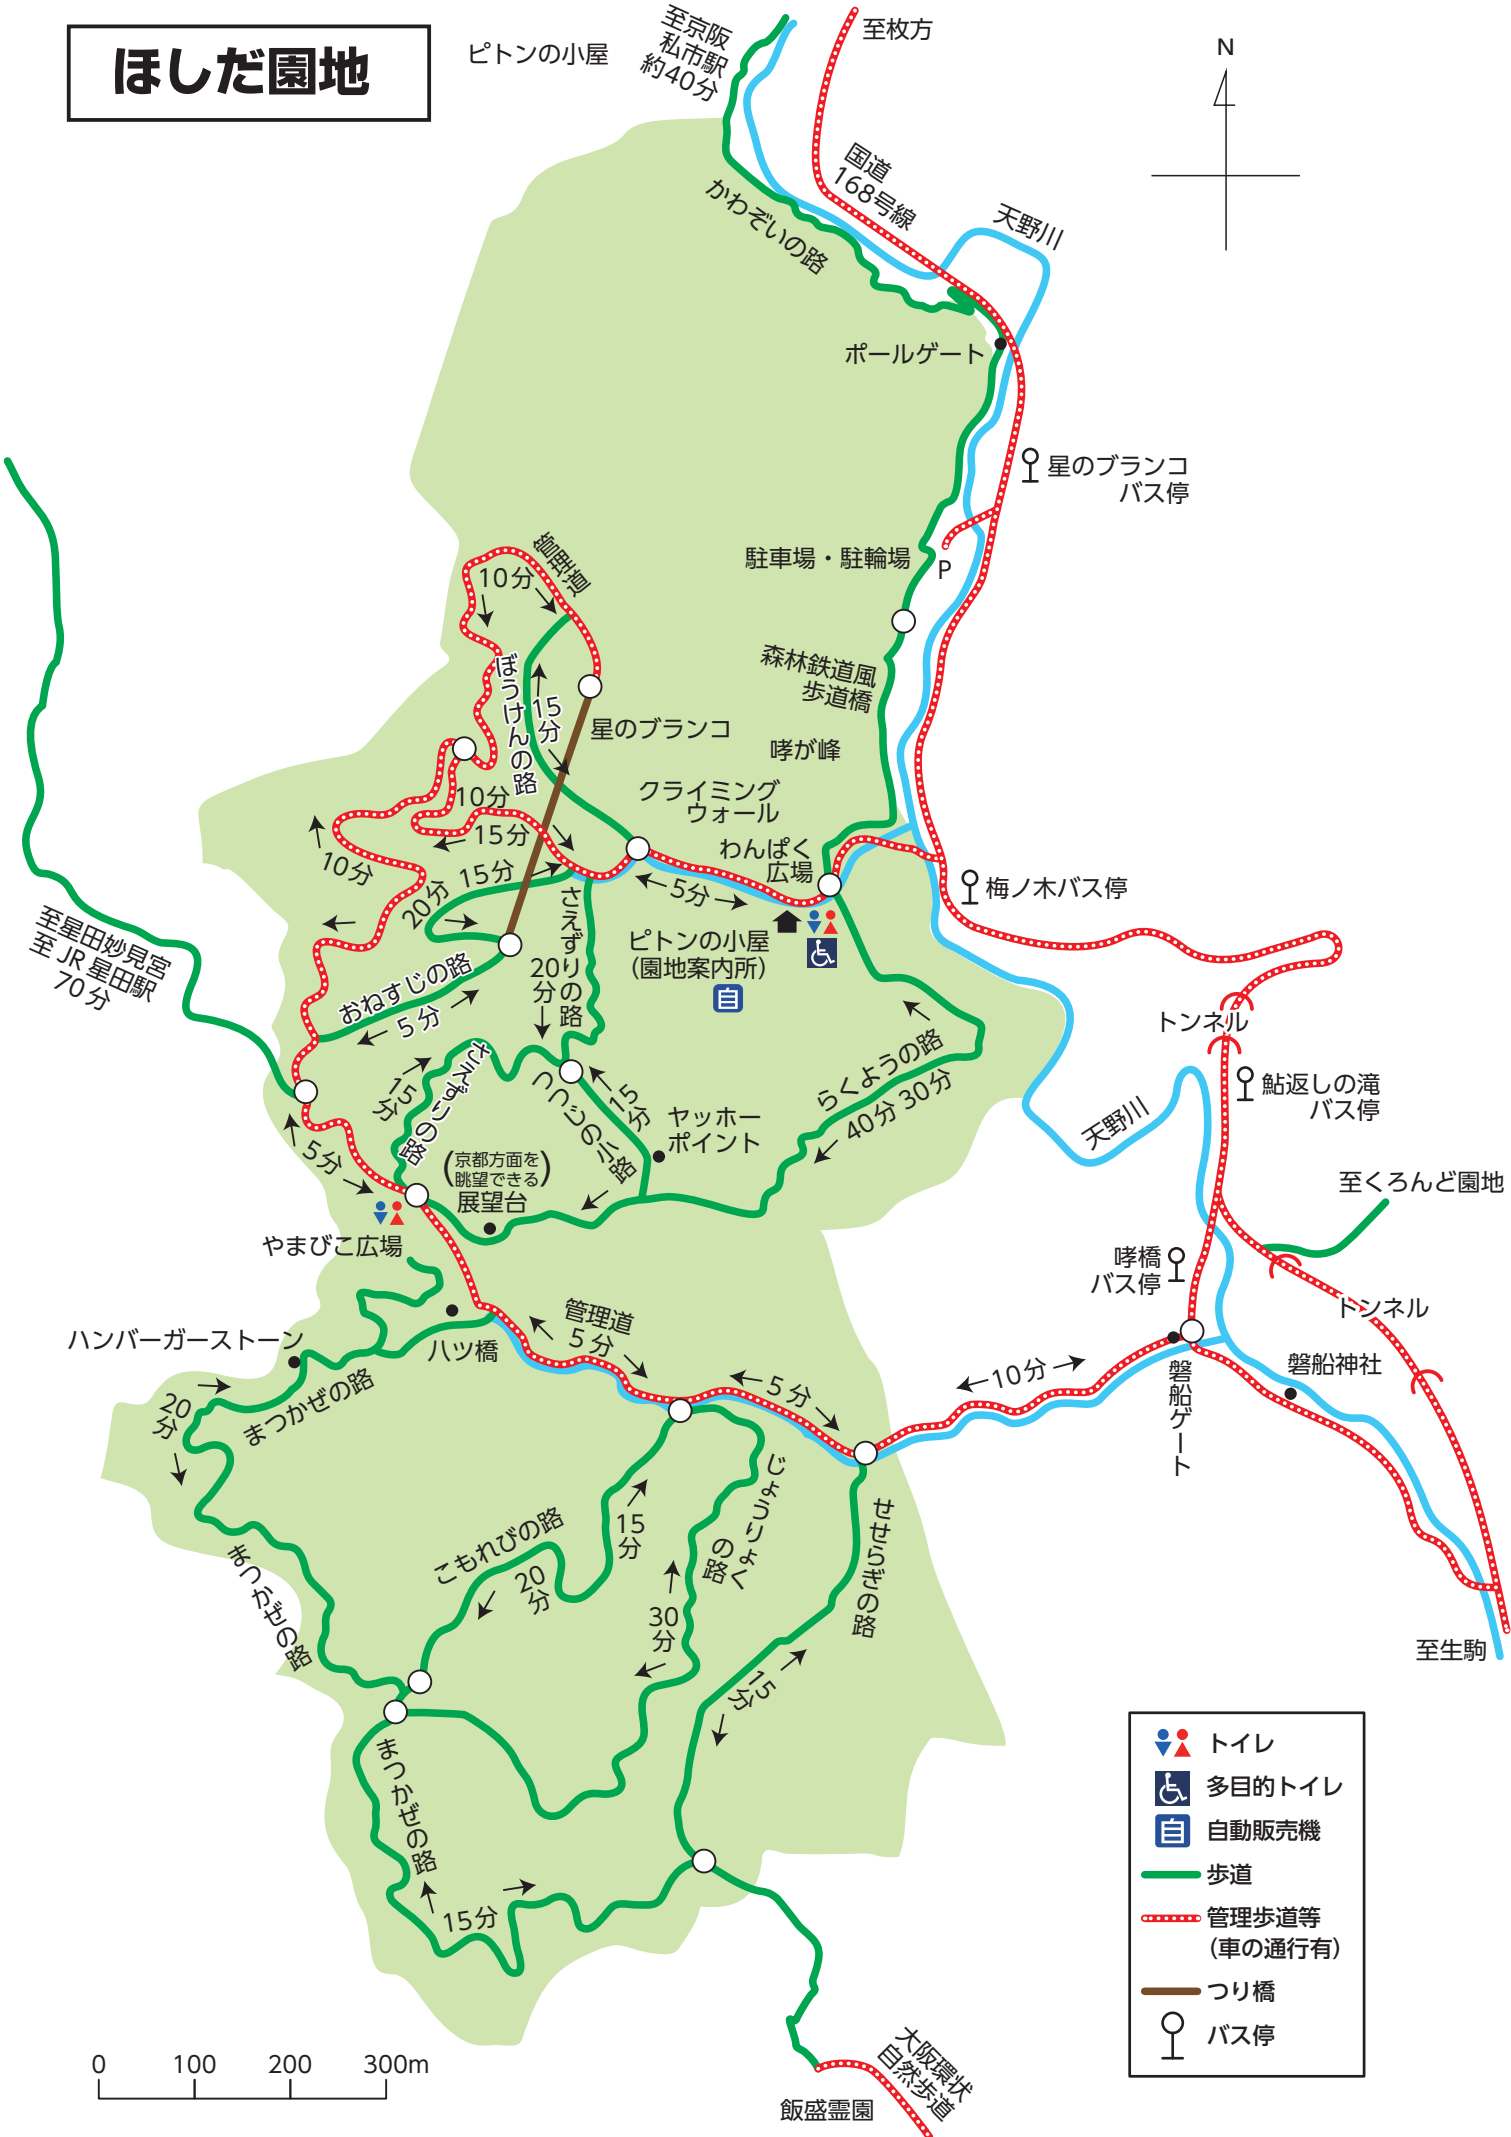 ほしだ園地
ピトンの小屋
至京阪
私市駅
約40分
至枚方
N
国道
168号線
天野川
かわぞいの路
ポールゲート
星のブランコ
バス停
駐車場・駐輪場
P
管理道
10分
森林鉄道風
歩道橋
ぼうけんの路
15分
星のブランコ
哮が峰
クライミング
ウォール
わんぱく
広場
10分
15分
10分
15分
20分
5分
梅ノ木バス停
さえずりの路
20分
ピトンの小屋
(園地案内所)
自
至星田妙見宮
至 JR 星田駅
70分
おねすじの路
5分
トンネル
らくようの路
30分
40分
さえずりの路
15分
つつじの小路
15分
ヤッホー
ポイント
鮎返しの滝
バス停
天野川
5分
(京都方面を
眺望できる)
展望台
至くろんど園地
やまびこ広場
哮橋
バス停
ハンバーガーストーン
八ツ橋
管理道
5分
トンネル
磐船神社
5分
10分
磐船ゲート
まつかぜの路
20分
じょうりょく
の路
せせらぎの路
こもれびの路
15分
20分
まつかぜの路
30分
15分
至生駒
まつかぜの路
15分
トイレ
多目的トイレ
自
自動販売機
歩道
管理歩道等
(車の通行有)
つり橋
バス停
0 100 200 300m
大阪環状
自然歩道
飯盛霊園